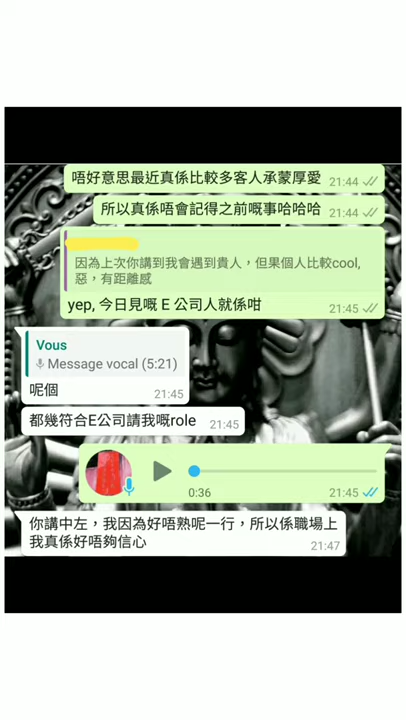 唔好意思最近真係比較多客人承蒙厚愛 21:44
所以真係唔會記得之前嘅事哈哈哈 21:44
因為上次你講到我會遇到貴人，但果個人比較cool,
惡，有距離感
yep, 今日見嘅 E 公司人就係咁 21:45
Vous
Message vocal (5:21)
呢個 21:45
都幾符合E公司請我嘅role 21:45
0:36 21:45
你講中左，我因為好唔熟呢一行，所以係職場上
我真係好唔夠信心 21:47